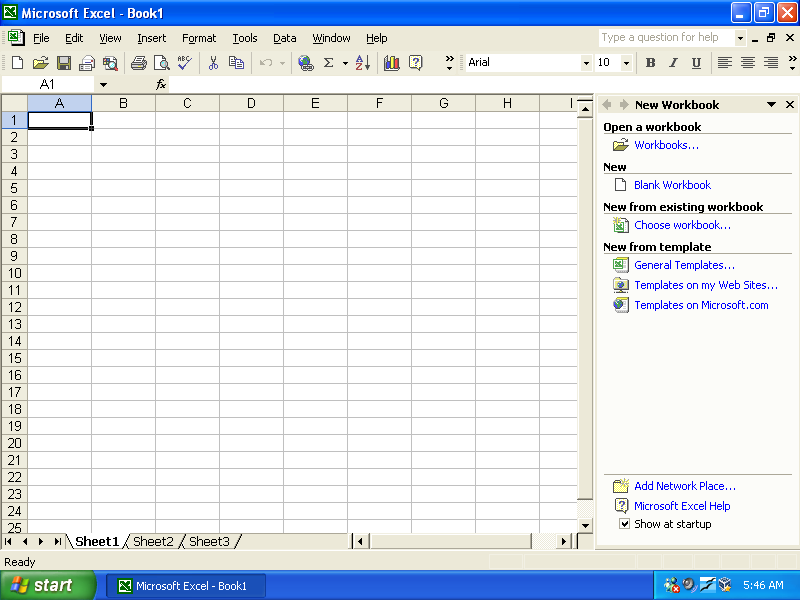 Microsoft Excel - Book1
File Edit View Insert Format Tools Data Window Help Type a question for help
Arial 10 B I U
A1 fx
A B C D E F G H I
1
2
3
4
5
6
7
8
9
10
11
12
13
14
15
16
17
18
19
20
21
22
23
24
25
New Workbook
Open a workbook
Workbooks...
New
Blank Workbook
New from existing workbook
Choose workbook...
New from template
General Templates...
Templates on my Web Sites...
Templates on Microsoft.com
Add Network Place...
Microsoft Excel Help
Show at startup
Sheet1 Sheet2 Sheet3
Ready
start Microsoft Excel - Book1 5:46 AM